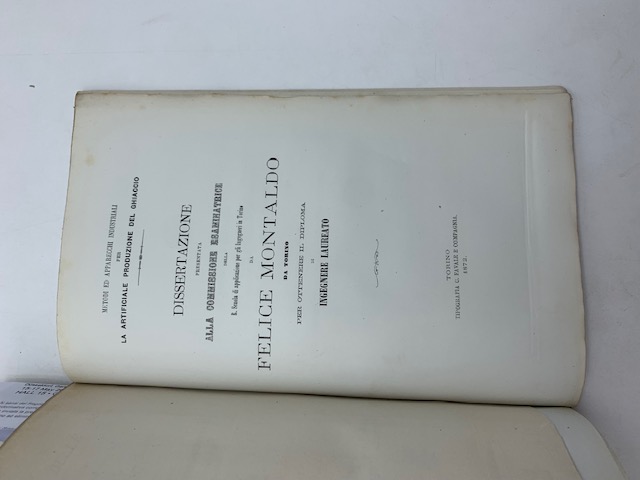 METODI ED APPARECCHI INDUSTRIALI
PER
LA ARTIFICIALE PRODUZIONE DEL GHIACCIO
DISSERTAZIONE
PRESENTATA
ALLA COMMISSIONE ESAMINATRICE
DELLA
R. Scuola di applicazione per gli Ingegneri in Torino
DA
FELICE MONTALDO
DA TORINO
PER OTTENERE IL DIPLOMA
DI
INGEGNERE LAUREATO
TORINO
TIPOGRAFIA C. FAVALE E COMPAGNIA.
1872.